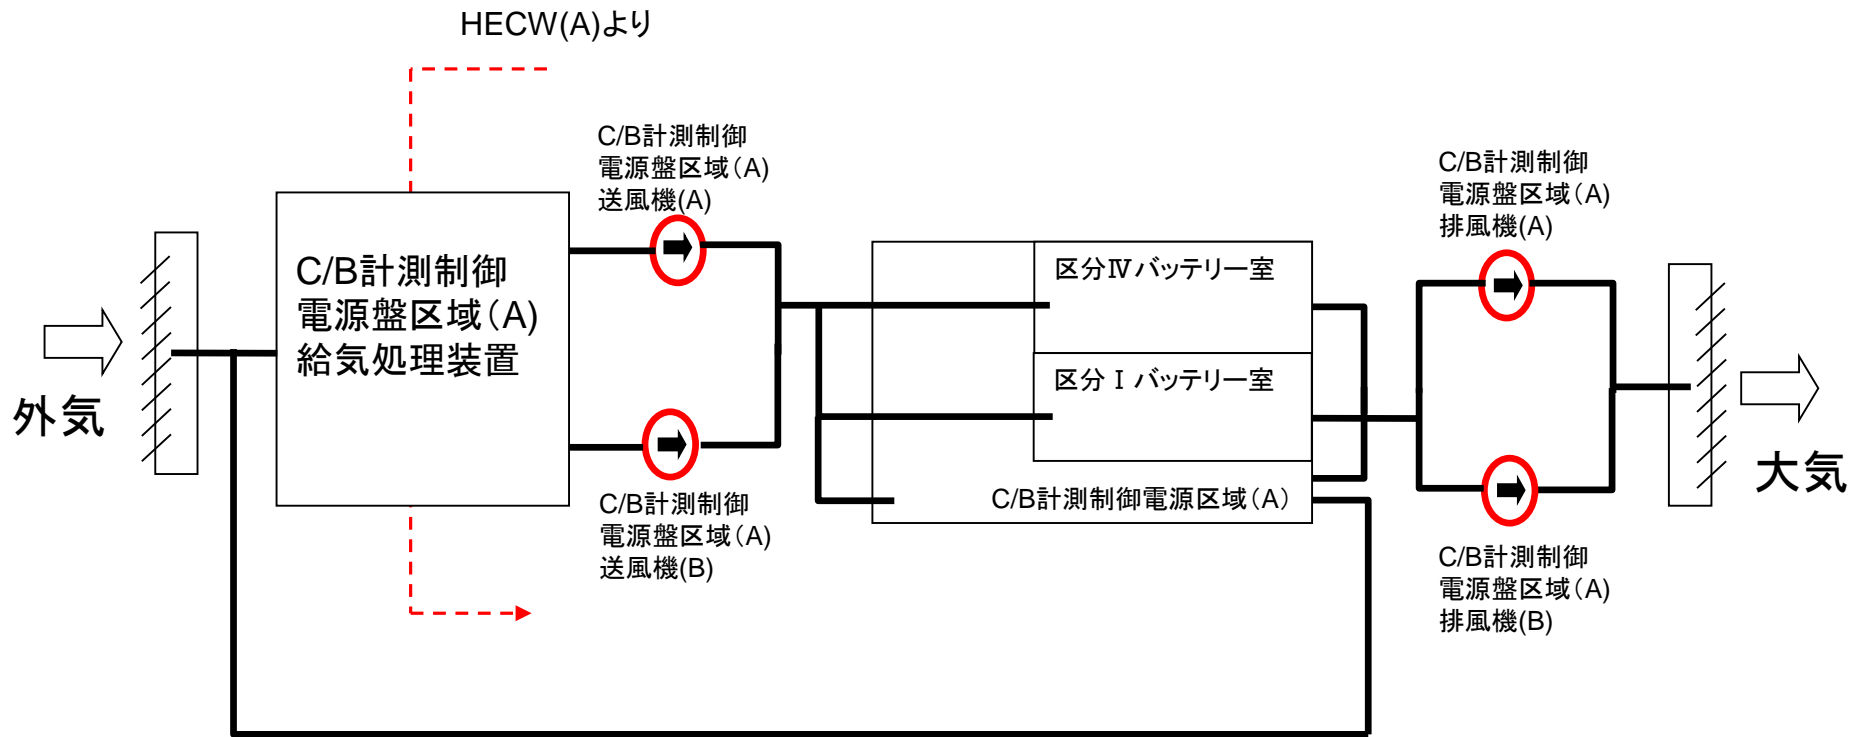 HECW(A)より
C/B計測制御
電源盤区域(A)
送風機(A)
C/B計測制御
電源盤区域(A)
排風機(A)
C/B計測制御
電源盤区域(A)
給気処理装置
区分Ⅳバッテリー室
区分Ⅰバッテリー室
外気
大気
C/B計測制御電源区域(A)
C/B計測制御
電源盤区域(A)
送風機(B)
C/B計測制御
電源盤区域(A)
排風機(B)